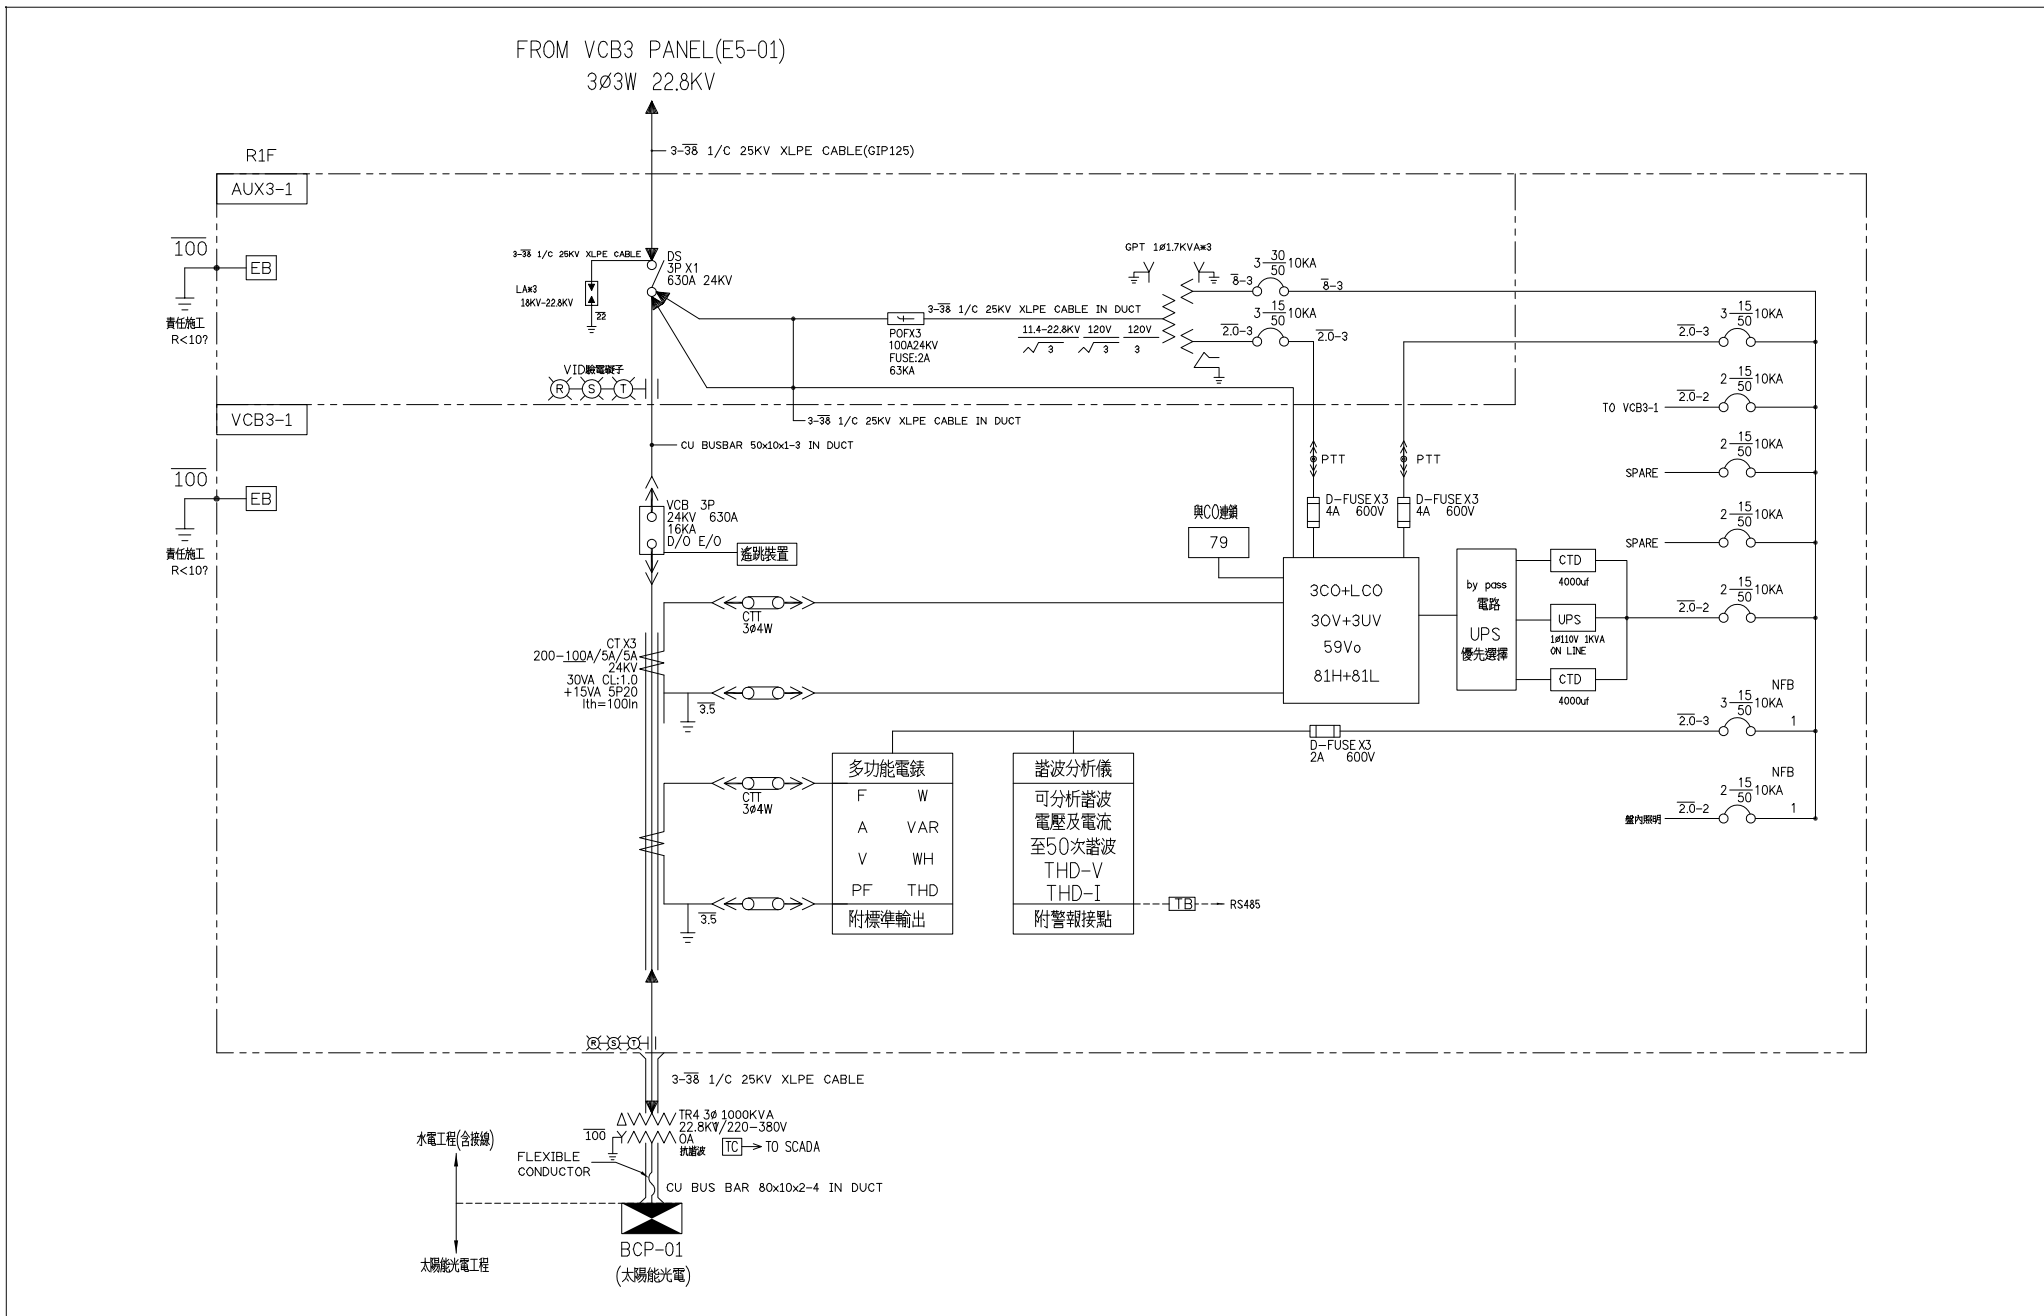 FROM VCB3 PANEL(E5-01)
3Ø3W 22.8KV
3-38 1/C 25KV XLPE CABLE(GIP125)
R1F
AUX3-1
100
EB
責任施工
R<10?
3-38 1/C 25KV XLPE CABLE
DS
3P X1
630A 24KV
LA*3
18KV-22.8KV
22
GPT 1Ø1.7KVA*3
3-38 1/C 25KV XLPE CABLE IN DUCT
POFX3
100A24KV
FUSE:2A
63KA
11.4-22.8KV 120V 120V
3 3 3
8-3
3 30/50 10KA
8-3
2.0-3
3 15/50 10KA
2.0-3
VID驗電礙子
R S T
VCB3-1
3-38 1/C 25KV XLPE CABLE IN DUCT
CU BUSBAR 50x10x1-3 IN DUCT
100
EB
責任施工
R<10?
VCB 3P
24KV 630A
16KA
D/O E/O
遙跳裝置
PTT
PTT
D-FUSE X3
4A 600V
D-FUSE X3
4A 600V
與CO連鎖
79
3CO+LCO
3OV+3UV
59Vo
81H+81L
by pass
電路
UPS
優先選擇
CTD
4000uf
UPS
1Ø110V 1KVA
ON LINE
CTD
4000uf
2.0-3
3 15/50 10KA
TO VCB3-1
2.0-2
2 15/50 10KA
SPARE
2 15/50 10KA
SPARE
2 15/50 10KA
2.0-2
2 15/50 10KA
NFB
2.0-3
3 15/50 10KA
1
NFB
盤內照明
2.0-2
2 15/50 10KA
1
CTT
3Ø4W
CT X3
200-100A/5A/5A
24KV
30VA CL:1.0
+15VA 5P20
Ith=100In
3.5
D-FUSE X3
2A 600V
CTT
3Ø4W
3.5
多功能電錶
F W
A VAR
V WH
PF THD
附標準輸出
諧波分析儀
可分析諧波
電壓及電流
至50次諧波
THD-V
THD-I
附警報接點
TB
RS485
R S T
3-38 1/C 25KV XLPE CABLE
TR4 3Ø 1000KVA
22.8KV/220-380V
OA
抗諧波
100
TC
TO SCADA
FLEXIBLE
CONDUCTOR
CU BUS BAR 80x10x2-4 IN DUCT
水電工程(含接線)
太陽能光電工程
BCP-01
(太陽能光電)